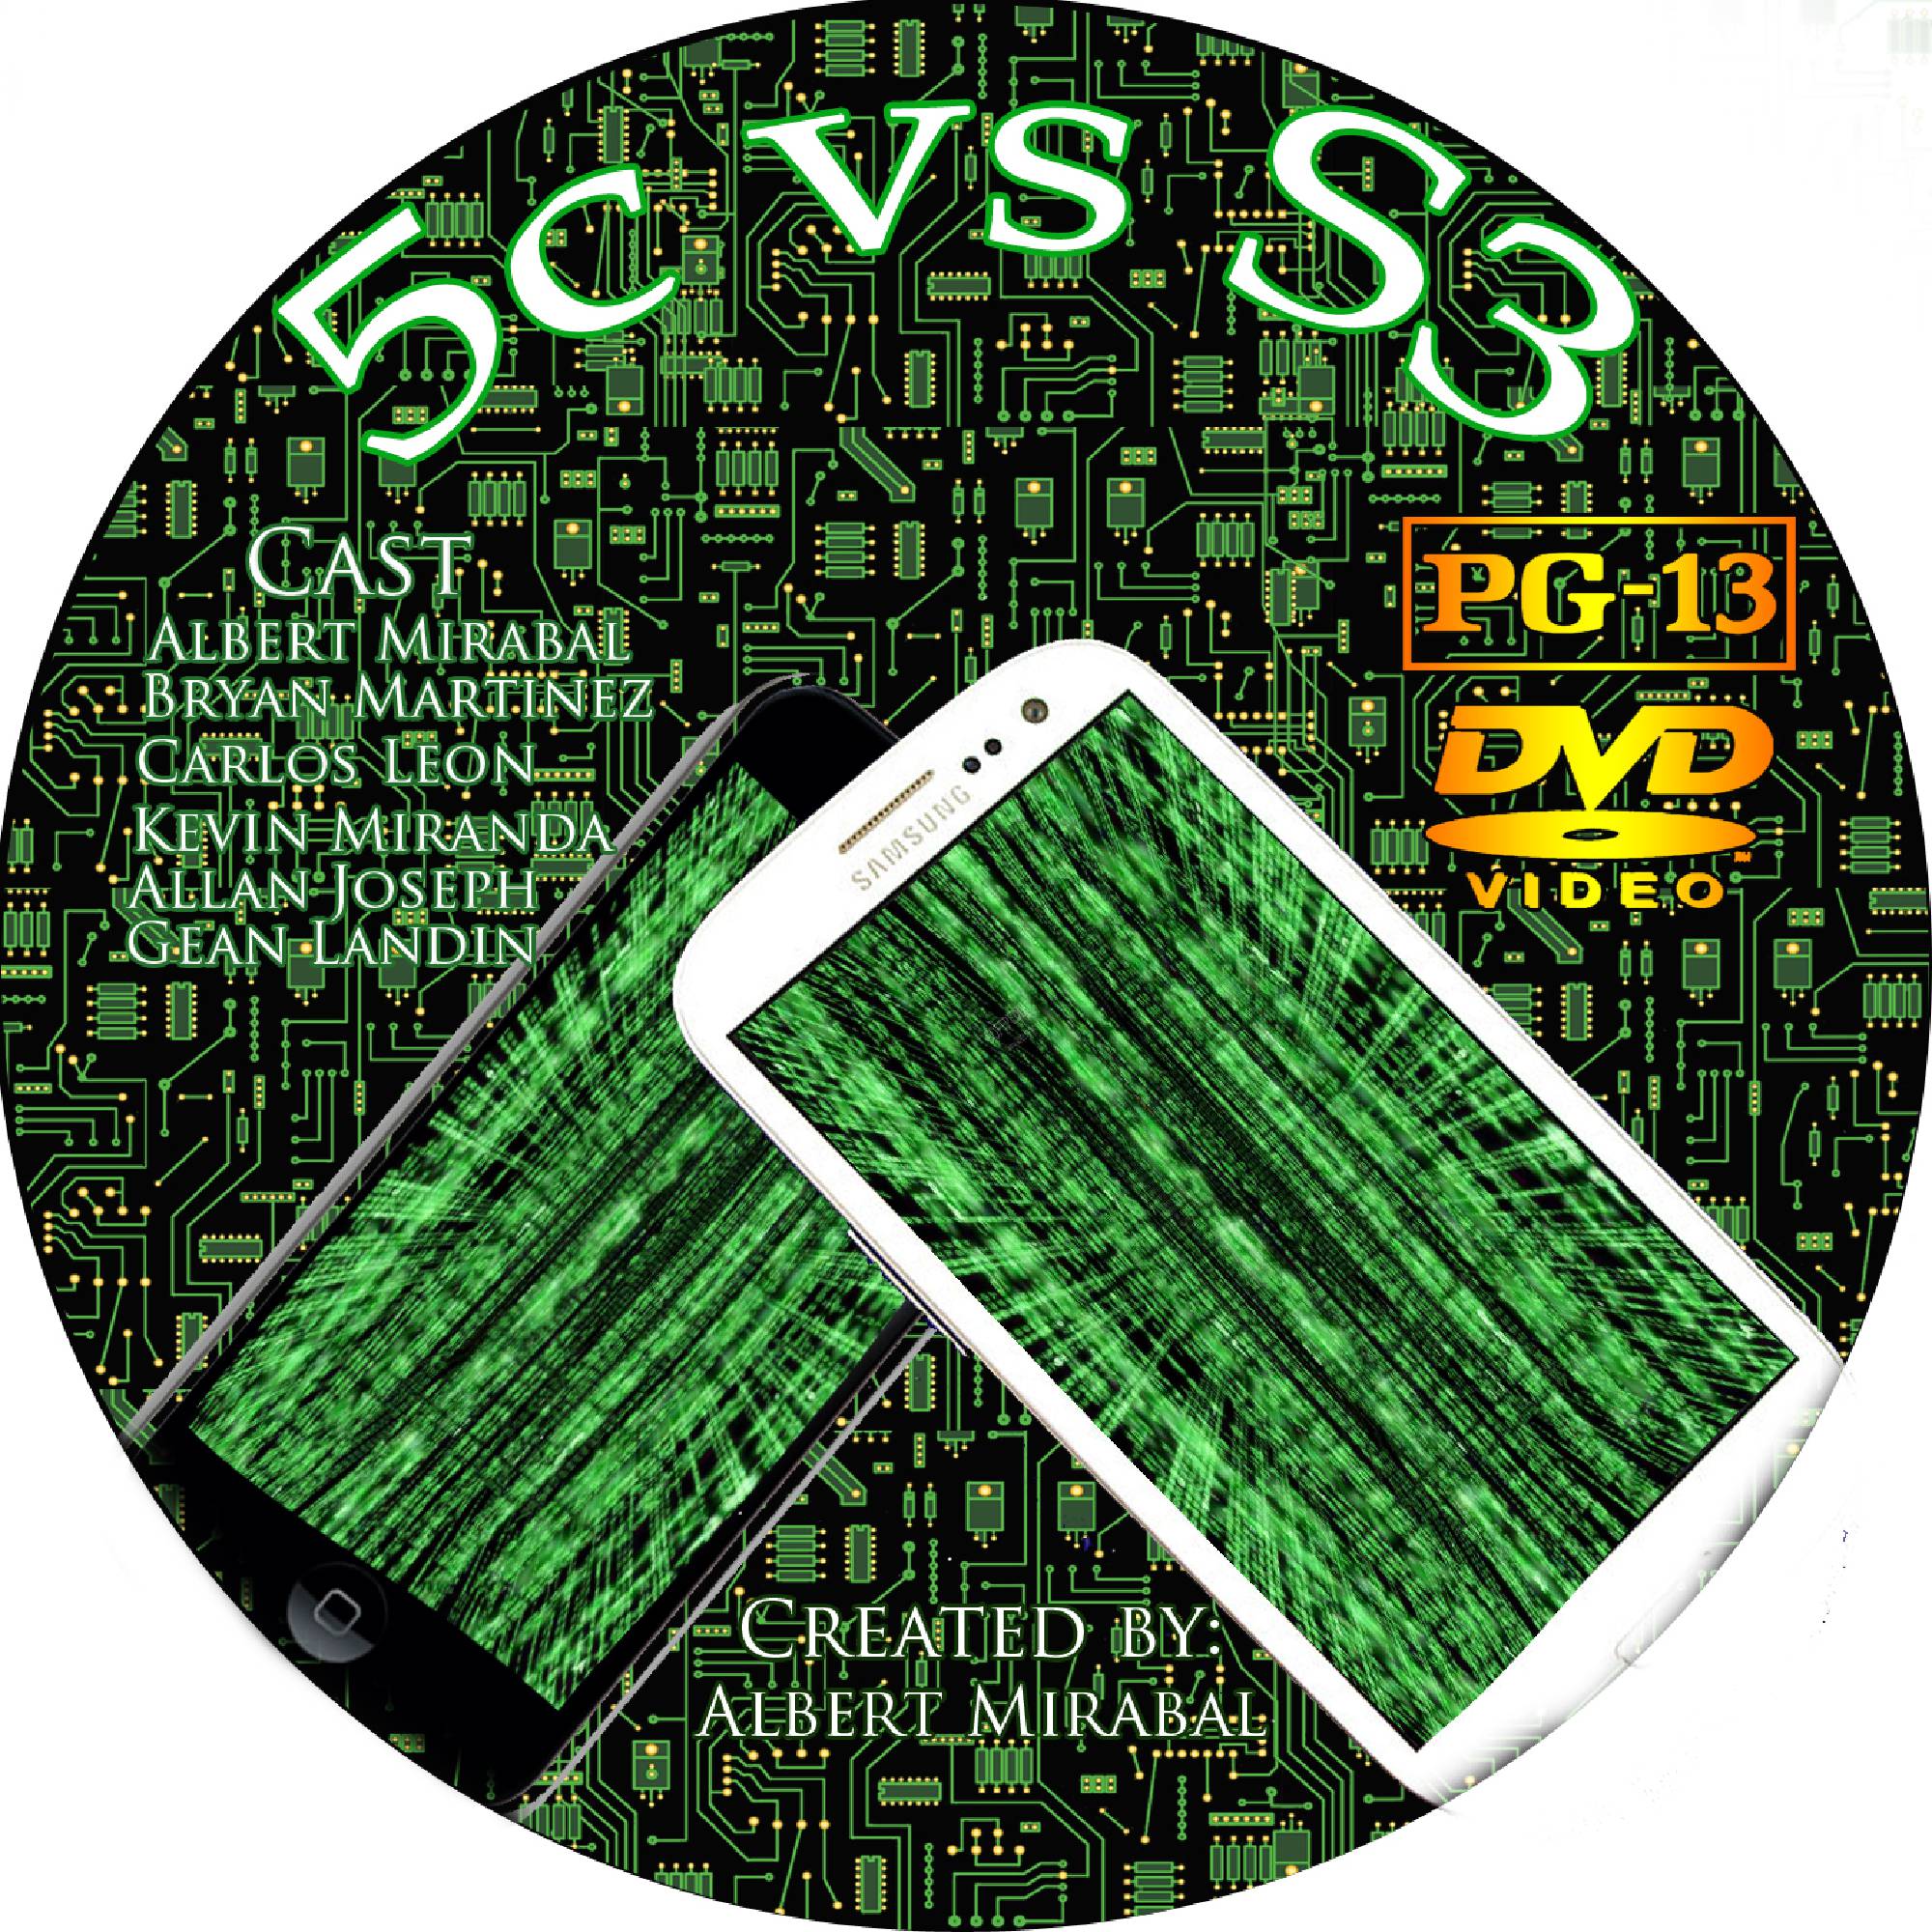 5c vs S3
Cast
Albert Mirabal
Bryan Martinez
Carlos Leon
Kevin Miranda
Allan Joseph
Gean Landin
PG-13
DVD
VIDEO
SAMSUNG
Created by:
Albert Mirabal